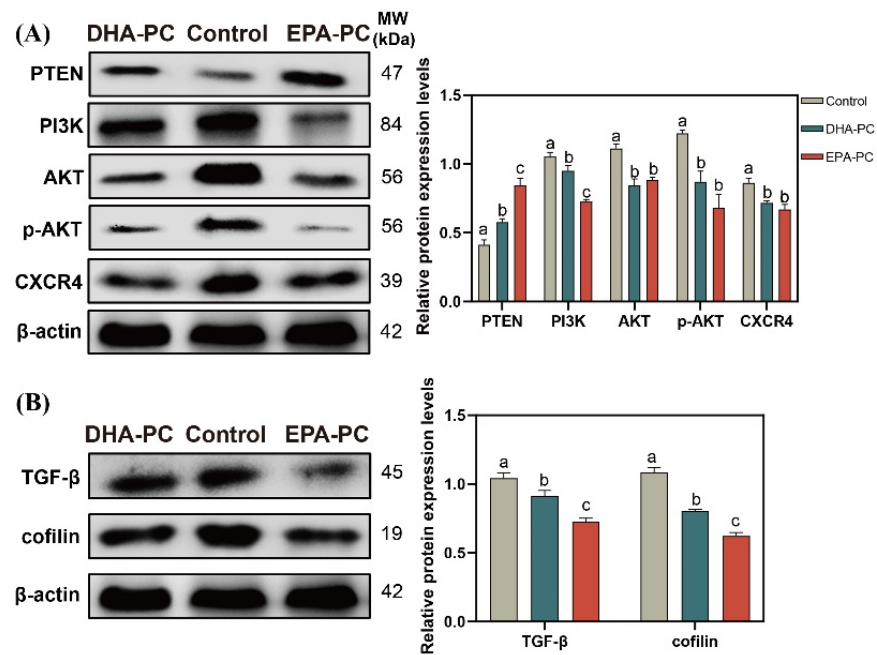 (A)
DHA-PC Control EPA-PC MW (kDa)
PTEN 47
PI3K 84
AKT 56
p-AKT 56
CXCR4 39
β-actin 42
Relative protein expression levels
1.5
1.0
0.5
0.0
a b c a b c a b b a b b a b b
PTEN PI3K AKT p-AKT CXCR4
Control
DHA-PC
EPA-PC
(B)
DHA-PC Control EPA-PC
TGF-β 45
cofilin 19
β-actin 42
Relative protein expression levels
1.5
1.0
0.5
0.0
a b c a b c
TGF-β cofilin